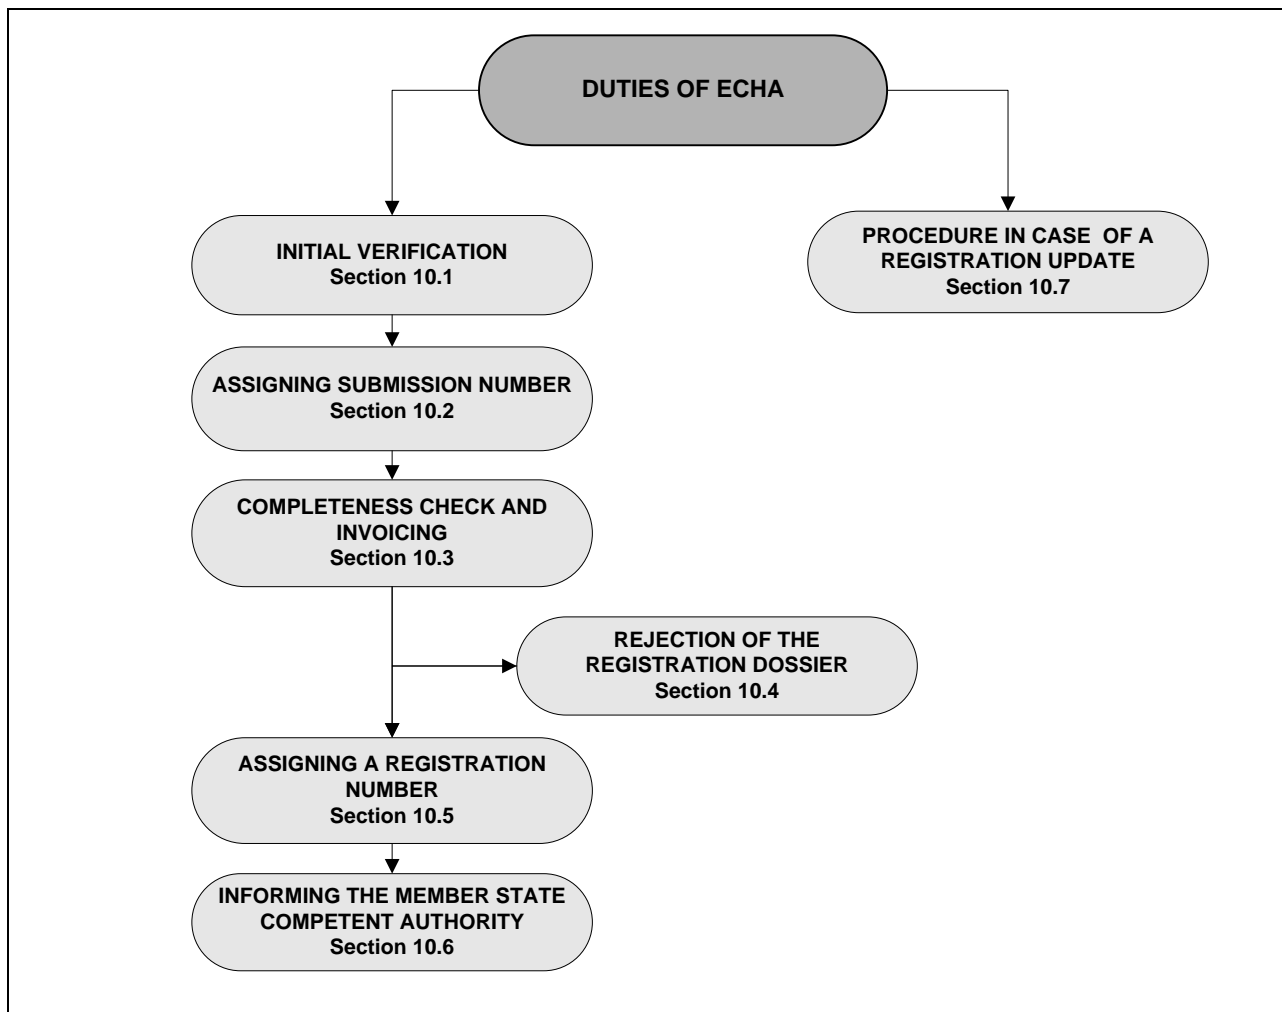 DUTIES OF ECHA
INITIAL VERIFICATION
Section 10.1
PROCEDURE IN CASE OF A
REGISTRATION UPDATE
Section 10.7
ASSIGNING SUBMISSION NUMBER
Section 10.2
COMPLETENESS CHECK AND
INVOICING
Section 10.3
REJECTION OF THE
REGISTRATION DOSSIER
Section 10.4
ASSIGNING A REGISTRATION
NUMBER
Section 10.5
INFORMING THE MEMBER STATE
COMPETENT AUTHORITY
Section 10.6